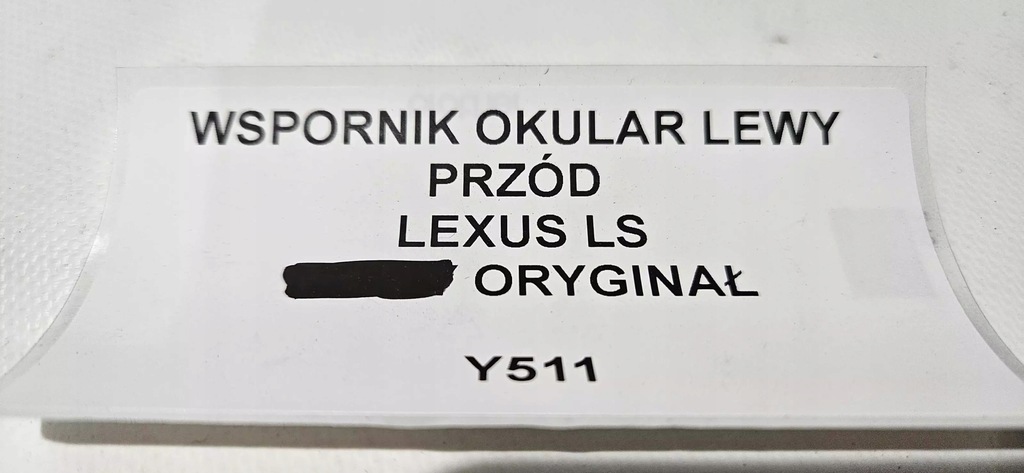 WSPORNIK OKULAR LEWY
PRZÓD
LEXUS LS
ORYGINAŁ
Y511